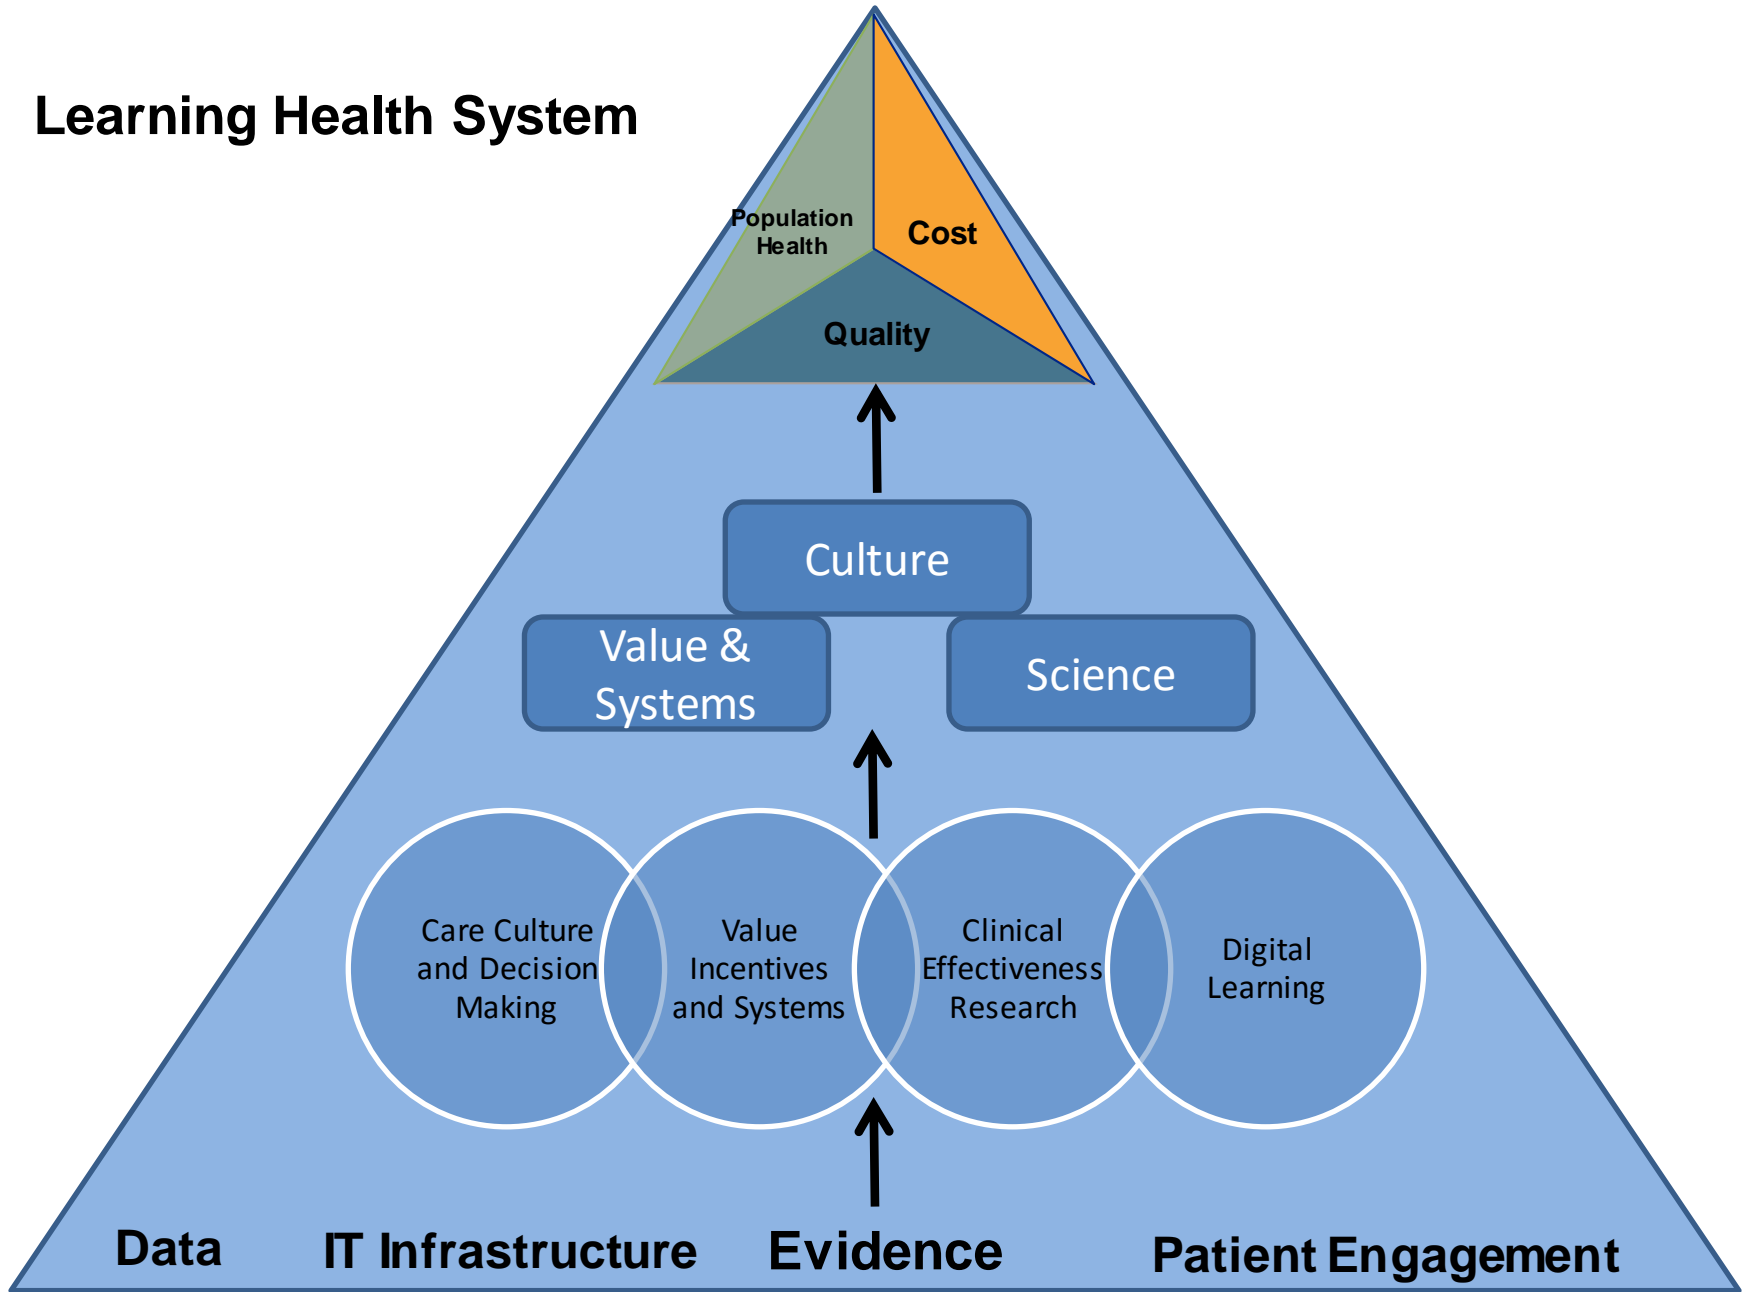 Learning Health System
Population
Health
Cost
Quality
Culture
Value &
Systems
Science
Care Culture
and Decision
Making
Value
Incentives
and Systems
Clinical
Effectiveness
Research
Digital
Learning
Data
IT Infrastructure
Evidence
Patient Engagement